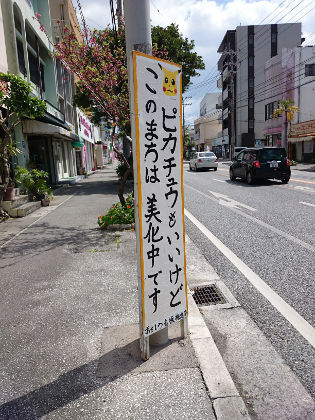 ピカチュウもいいけど
このまちは 美化中です